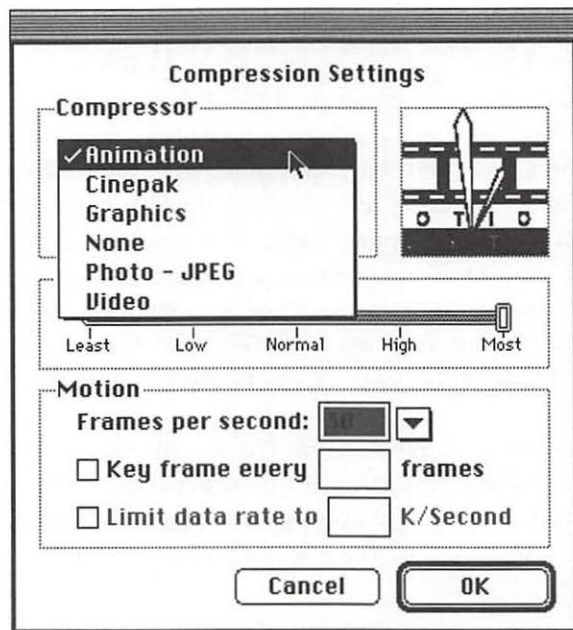 Compression Settings
Compressor
✓Animation
Cinepak
Graphics
None
Photo - JPEG
Video
Least Low Normal High Most
Motion
Frames per second:
Key frame every frames
Limit data rate to K/Second
Cancel OK